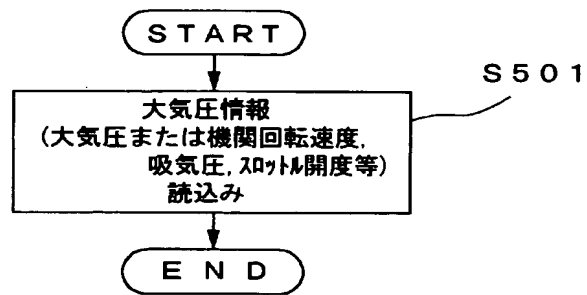 START
S501
大気圧情報
(大気圧または機関回転速度,
吸気圧,ｽﾛｯﾄﾙ開度等)
読込み
END